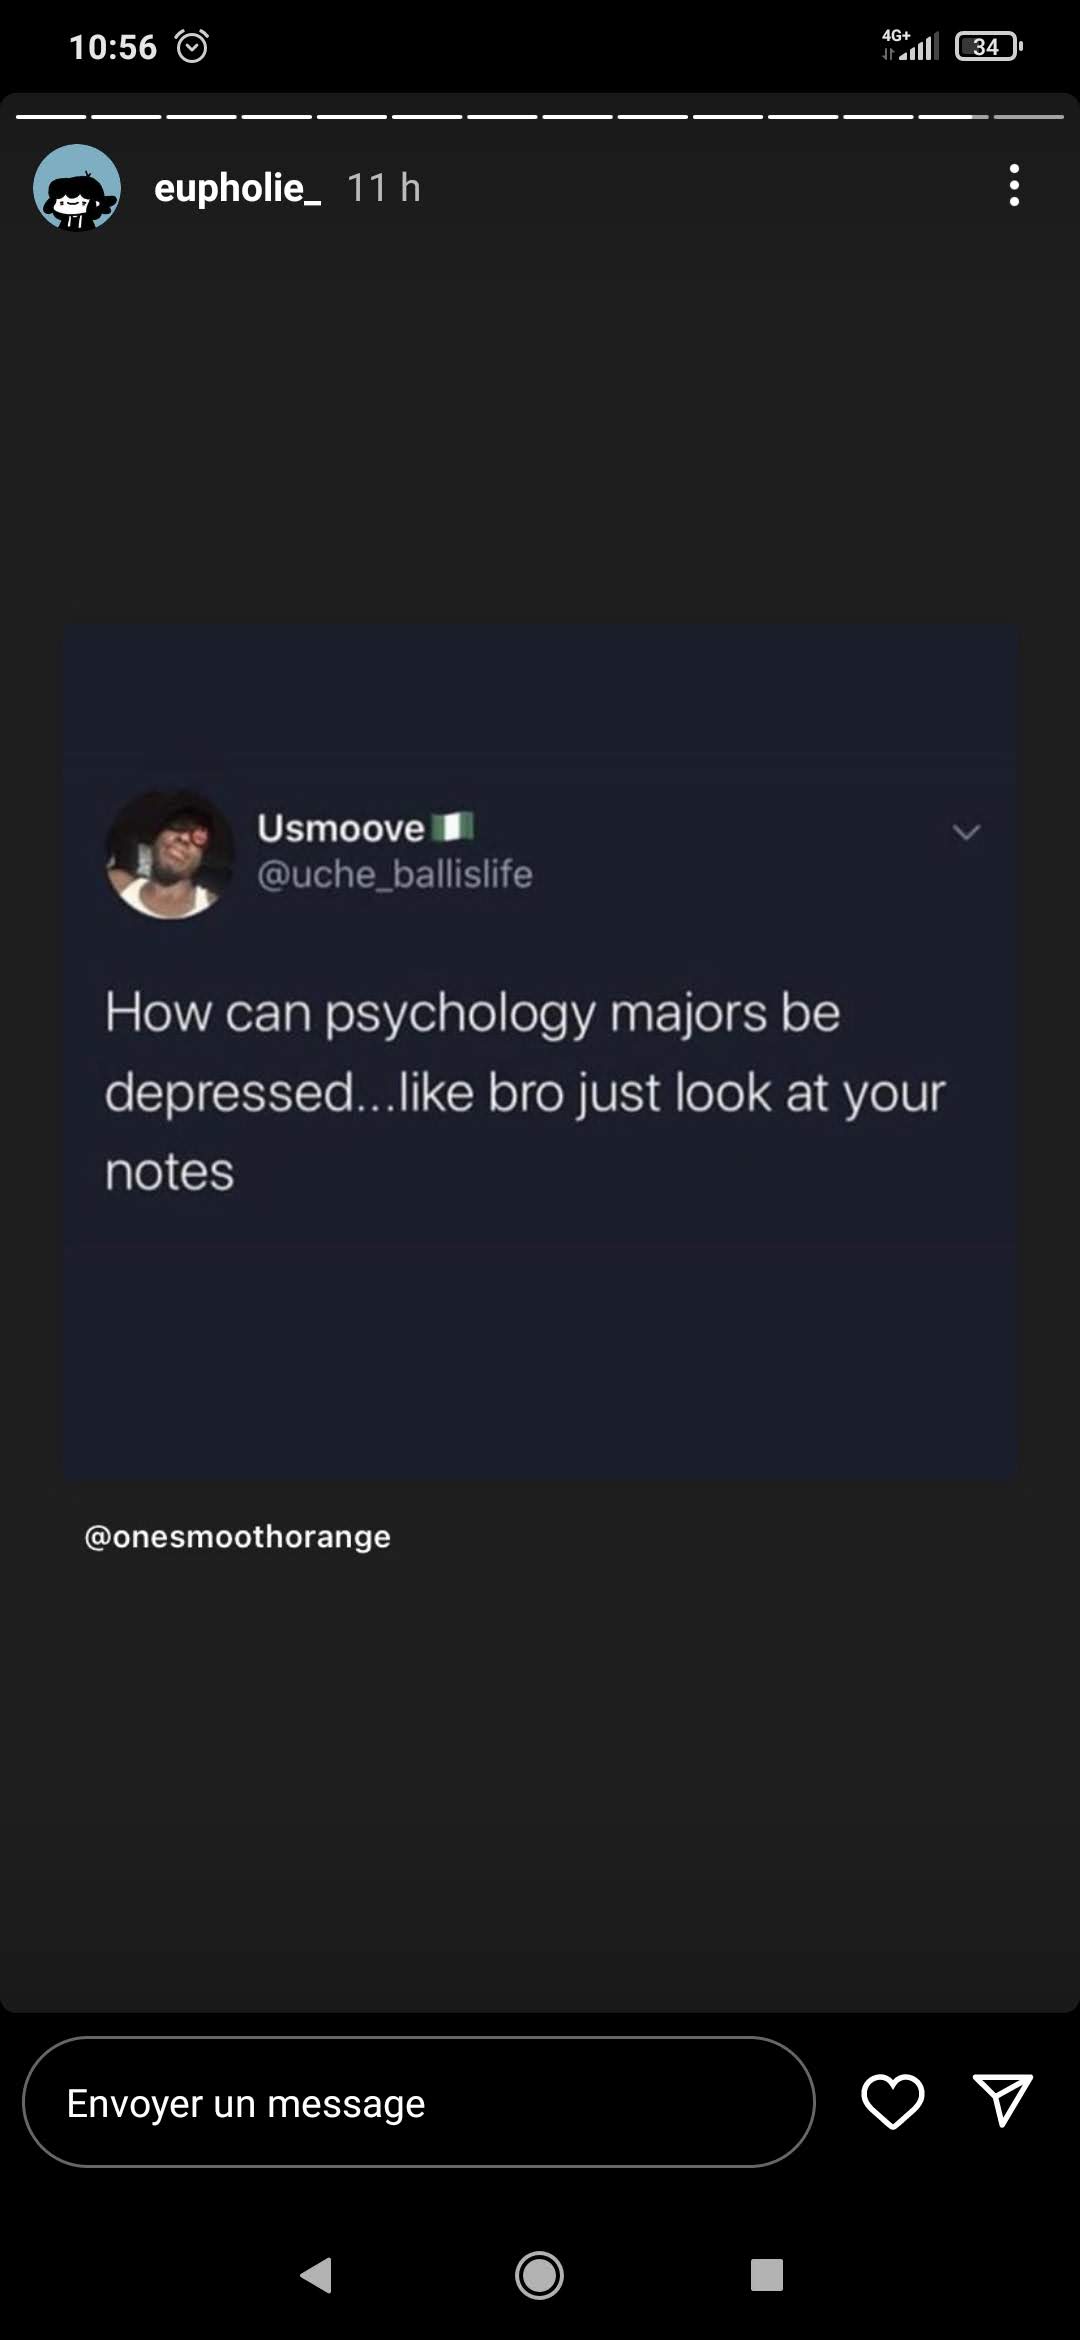 10:56
4G+
34
eupholie_ 11 h
Usmoove
@uche_ballislife
How can psychology majors be
depressed...like bro just look at your
notes
@onesmoothorange
Envoyer un message